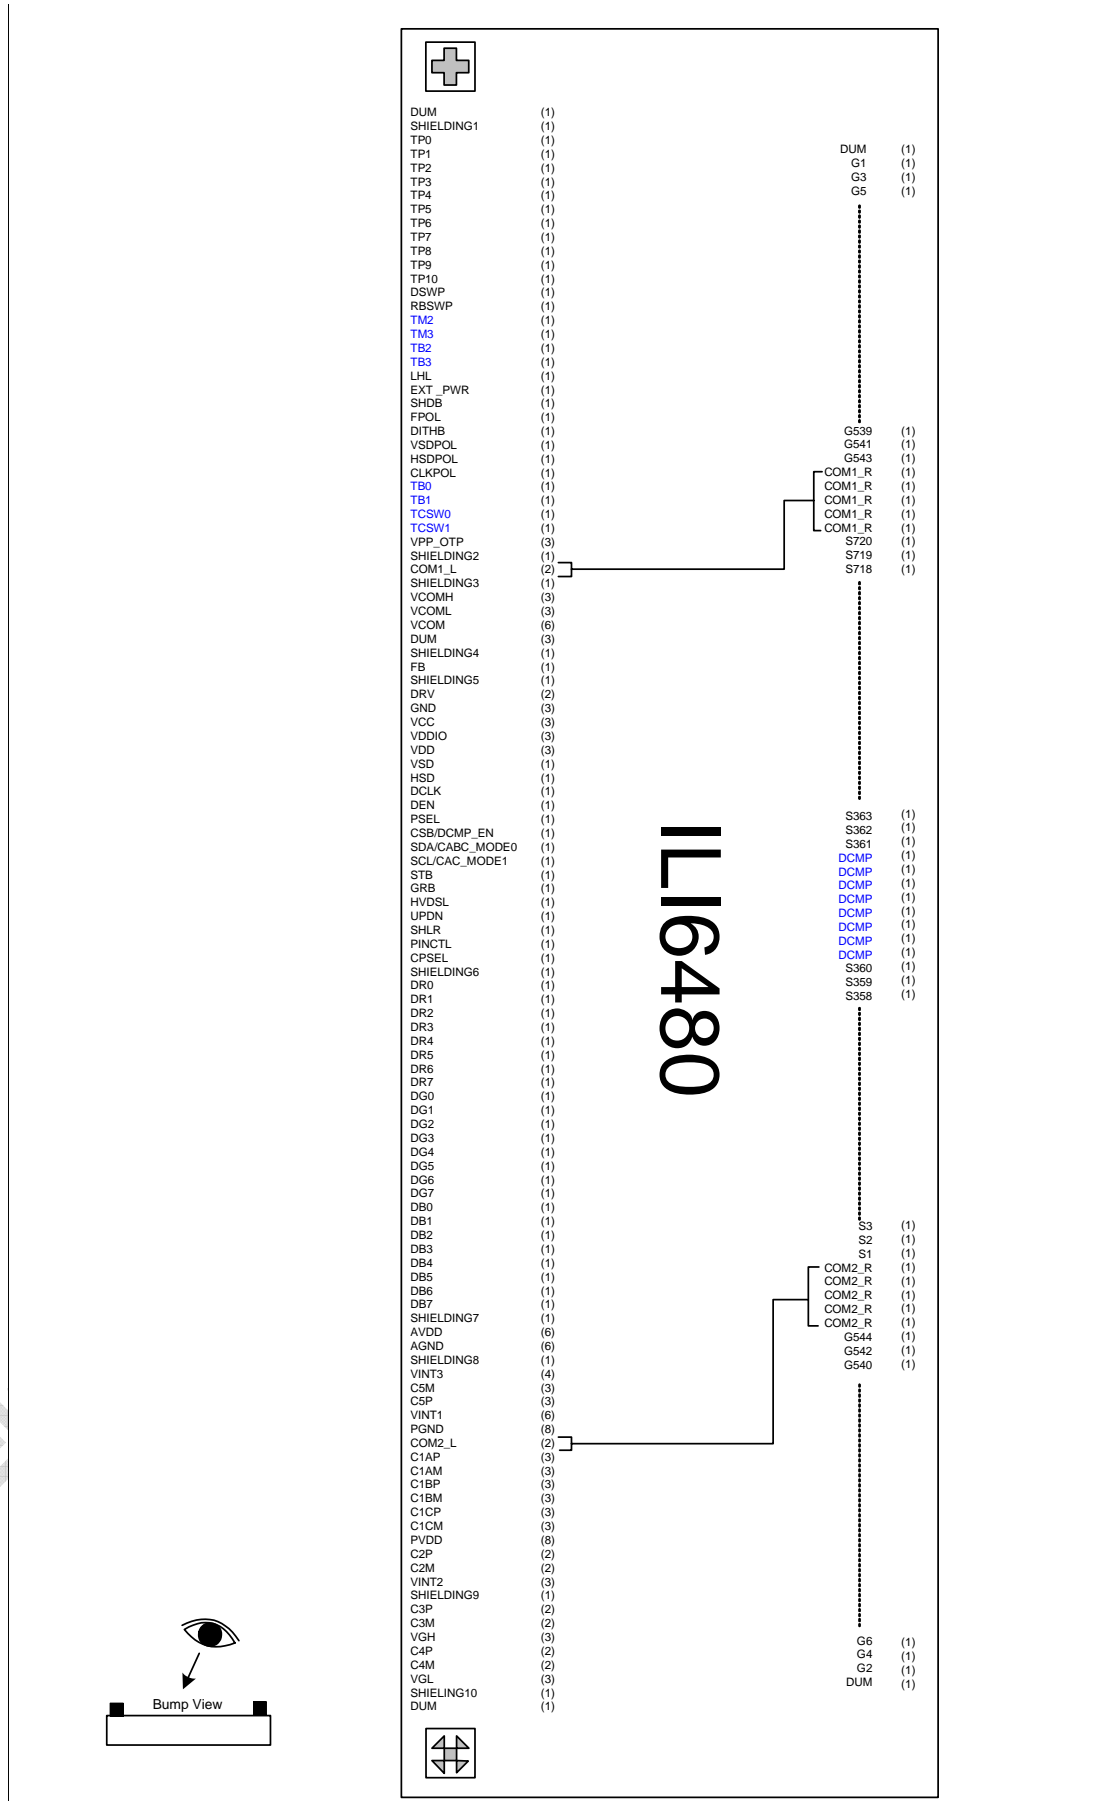 DUM (1)
SHIELDING1 (1)
TP0 (1)
TP1 (1)
TP2 (1)
TP3 (1)
TP4 (1)
TP5 (1)
TP6 (1)
TP7 (1)
TP8 (1)
TP9 (1)
TP10 (1)
DSWP (1)
RBSWP (1)
TM2 (1)
TM3 (1)
TB2 (1)
TB3 (1)
LHL (1)
EXT _PWR (1)
SHDB (1)
FPOL (1)
DITHB (1)
VSDPOL (1)
HSDPOL (1)
CLKPOL (1)
TB0 (1)
TB1 (1)
TCSW0 (1)
TCSW1 (1)
VPP_OTP (3)
SHIELDING2 (1)
COM1_L (2)
SHIELDING3 (1)
VCOMH (3)
VCOML (3)
VCOM (6)
DUM (3)
SHIELDING4 (1)
FB (1)
SHIELDING5 (1)
DRV (2)
GND (3)
VCC (3)
VDDIO (3)
VDD (3)
VSD (1)
HSD (1)
DCLK (1)
DEN (1)
PSEL (1)
CSB/DCMP_EN (1)
SDA/CABC_MODE0 (1)
SCL/CAC_MODE1 (1)
STB (1)
GRB (1)
HVDSL (1)
UPDN (1)
SHLR (1)
PINCTL (1)
CPSEL (1)
SHIELDING6 (1)
DR0 (1)
DR1 (1)
DR2 (1)
DR3 (1)
DR4 (1)
DR5 (1)
DR6 (1)
DR7 (1)
DG0 (1)
DG1 (1)
DG2 (1)
DG3 (1)
DG4 (1)
DG5 (1)
DG6 (1)
DG7 (1)
DB0 (1)
DB1 (1)
DB2 (1)
DB3 (1)
DB4 (1)
DB5 (1)
DB6 (1)
DB7 (1)
SHIELDING7 (1)
AVDD (6)
AGND (6)
SHIELDING8 (1)
VINT3 (4)
C5M (3)
C5P (3)
VINT1 (6)
PGND (8)
COM2_L (2)
C1AP (3)
C1AM (3)
C1BP (3)
C1BM (3)
C1CP (3)
C1CM (3)
PVDD (8)
C2P (2)
C2M (2)
VINT2 (3)
SHIELDING9 (1)
C3P (2)
C3M (2)
VGH (3)
C4P (2)
C4M (2)
VGL (3)
SHIELING10 (1)
DUM (1)
ILI6480
DUM (1)
G1 (1)
G3 (1)
G5 (1)
G539 (1)
G541 (1)
G543 (1)
COM1_R (1)
COM1_R (1)
COM1_R (1)
COM1_R (1)
COM1_R (1)
S720 (1)
S719 (1)
S718 (1)
S363 (1)
S362 (1)
S361 (1)
DCMP (1)
DCMP (1)
DCMP (1)
DCMP (1)
DCMP (1)
DCMP (1)
DCMP (1)
DCMP (1)
S360 (1)
S359 (1)
S358 (1)
S3 (1)
S2 (1)
S1 (1)
COM2_R (1)
COM2_R (1)
COM2_R (1)
COM2_R (1)
COM2_R (1)
G544 (1)
G542 (1)
G540 (1)
G6 (1)
G4 (1)
G2 (1)
DUM (1)
Bump View